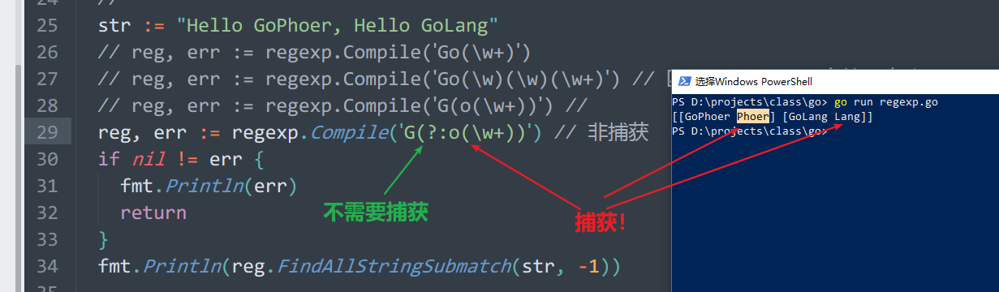 24 //
25 str := "Hello GoPhoer, Hello GoLang"
26 // reg, err := regexp.Compile(`Go(\w+)`)
27 // reg, err := regexp.Compile(`Go(\w)(\w)(\w+)`) //
28 // reg, err := regexp.Compile(`G(o(\w+))`) //
29 reg, err := regexp.Compile(`G(?:o(\w+))`) // 非捕获
30 if nil != err {
31 fmt.Println(err)
32 return
33 }
34 fmt.Println(reg.FindAllStringSubmatch(str, -1))
不需要捕获
捕获!
选择Windows PowerShell
PS D:\projects\class\go> go run regexp.go
[[GoPhoer Phoer] [GoLang Lang]]
PS D:\projects\class\go>